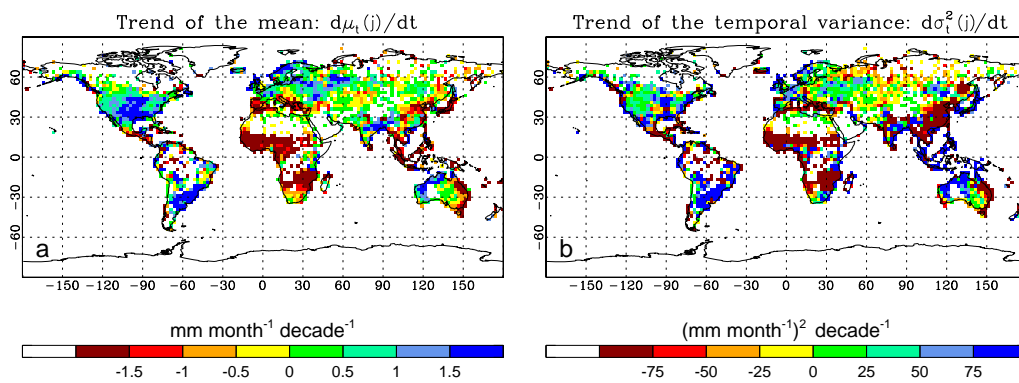 Trend of the mean: dμₜ(j)/dt
60
30
0
−30
−60
a
−150 −120 −90 −60 −30 0 30 60 90 120 150
mm month⁻¹ decade⁻¹
-1.5 -1 -0.5 0 0.5 1 1.5
Trend of the temporal variance: dσₜ²(j)/dt
60
30
0
−30
−60
b
−150 −120 −90 −60 −30 0 30 60 90 120 150
(mm month⁻¹)² decade⁻¹
-75 -50 -25 0 25 50 75